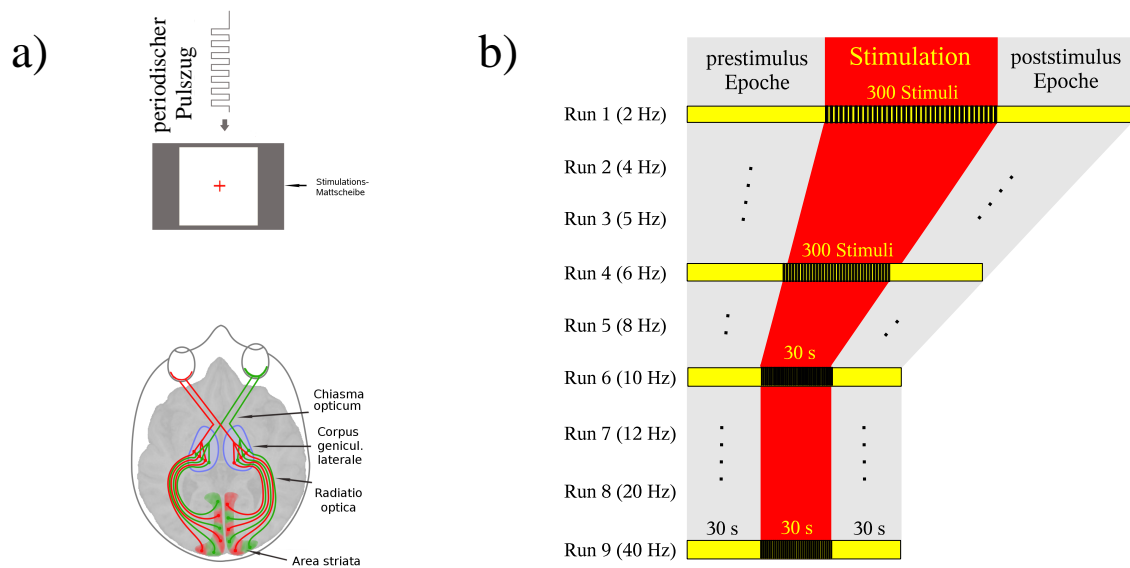 a)
periodischer
Pulszug
Stimulations-
Mattscheibe
Chiasma
opticum
Corpus
genicul.
laterale
Radiatio
optica
Area striata
b)
prestimulus
Epoche
Stimulation
300 Stimuli
poststimulus
Epoche
Run 1 (2 Hz)
Run 2 (4 Hz)
Run 3 (5 Hz)
300 Stimuli
Run 4 (6 Hz)
Run 5 (8 Hz)
30 s
Run 6 (10 Hz)
Run 7 (12 Hz)
Run 8 (20 Hz)
30 s 30 s 30 s
Run 9 (40 Hz)